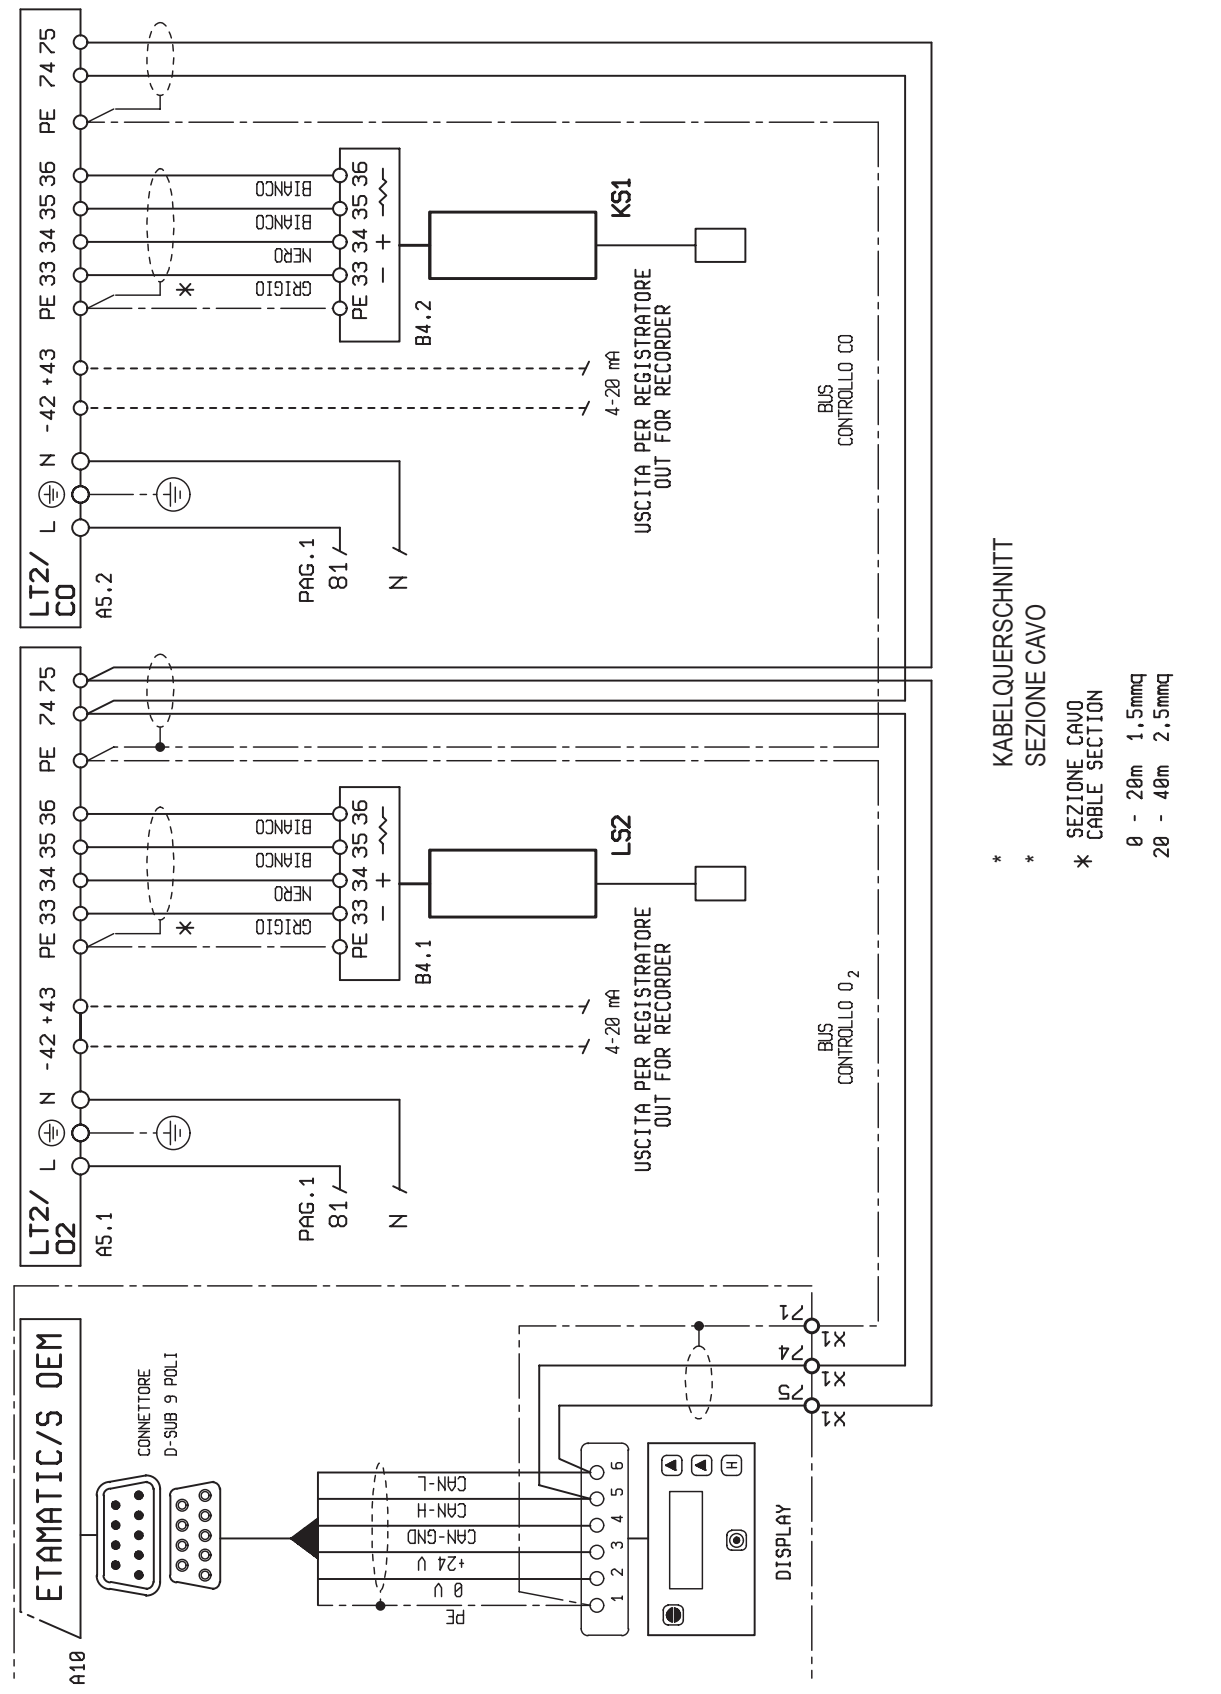 ETAMATIC/S OEM
A10
CONNETTORE
D-SUB 9 POLI
CAN-L
CAN-H
CAN-GND
+24 V
0 V
PE
1 2 3 4 5 6
H
DISPLAY
75 X1
74 X1
71 X1
LT2/
O2
A5.1
L N -42 +43 PE 33 34 35 36 PE 74 75
PAG.1
81
N
GRIGIO
NERO
BIANCO
BIANCO
*
PE 33 34 35 36
- +
B4.1
LS2
4-20 mA
USCITA PER REGISTRATORE
OUT FOR RECORDER
BUS
CONTROLLO O2
LT2/
CO
A5.2
L N -42 +43 PE 33 34 35 36 PE 74 75
PAG.1
81
N
GRIGIO
NERO
BIANCO
BIANCO
*
PE 33 34 35 36
- +
B4.2
KS1
4-20 mA
USCITA PER REGISTRATORE
OUT FOR RECORDER
BUS
CONTROLLO CO
* KABELQUERSCHNITT
* SEZIONE CAVO
* SEZIONE CAVO
CABLE SECTION
0 - 20m 1,5mmq
20 - 40m 2,5mmq